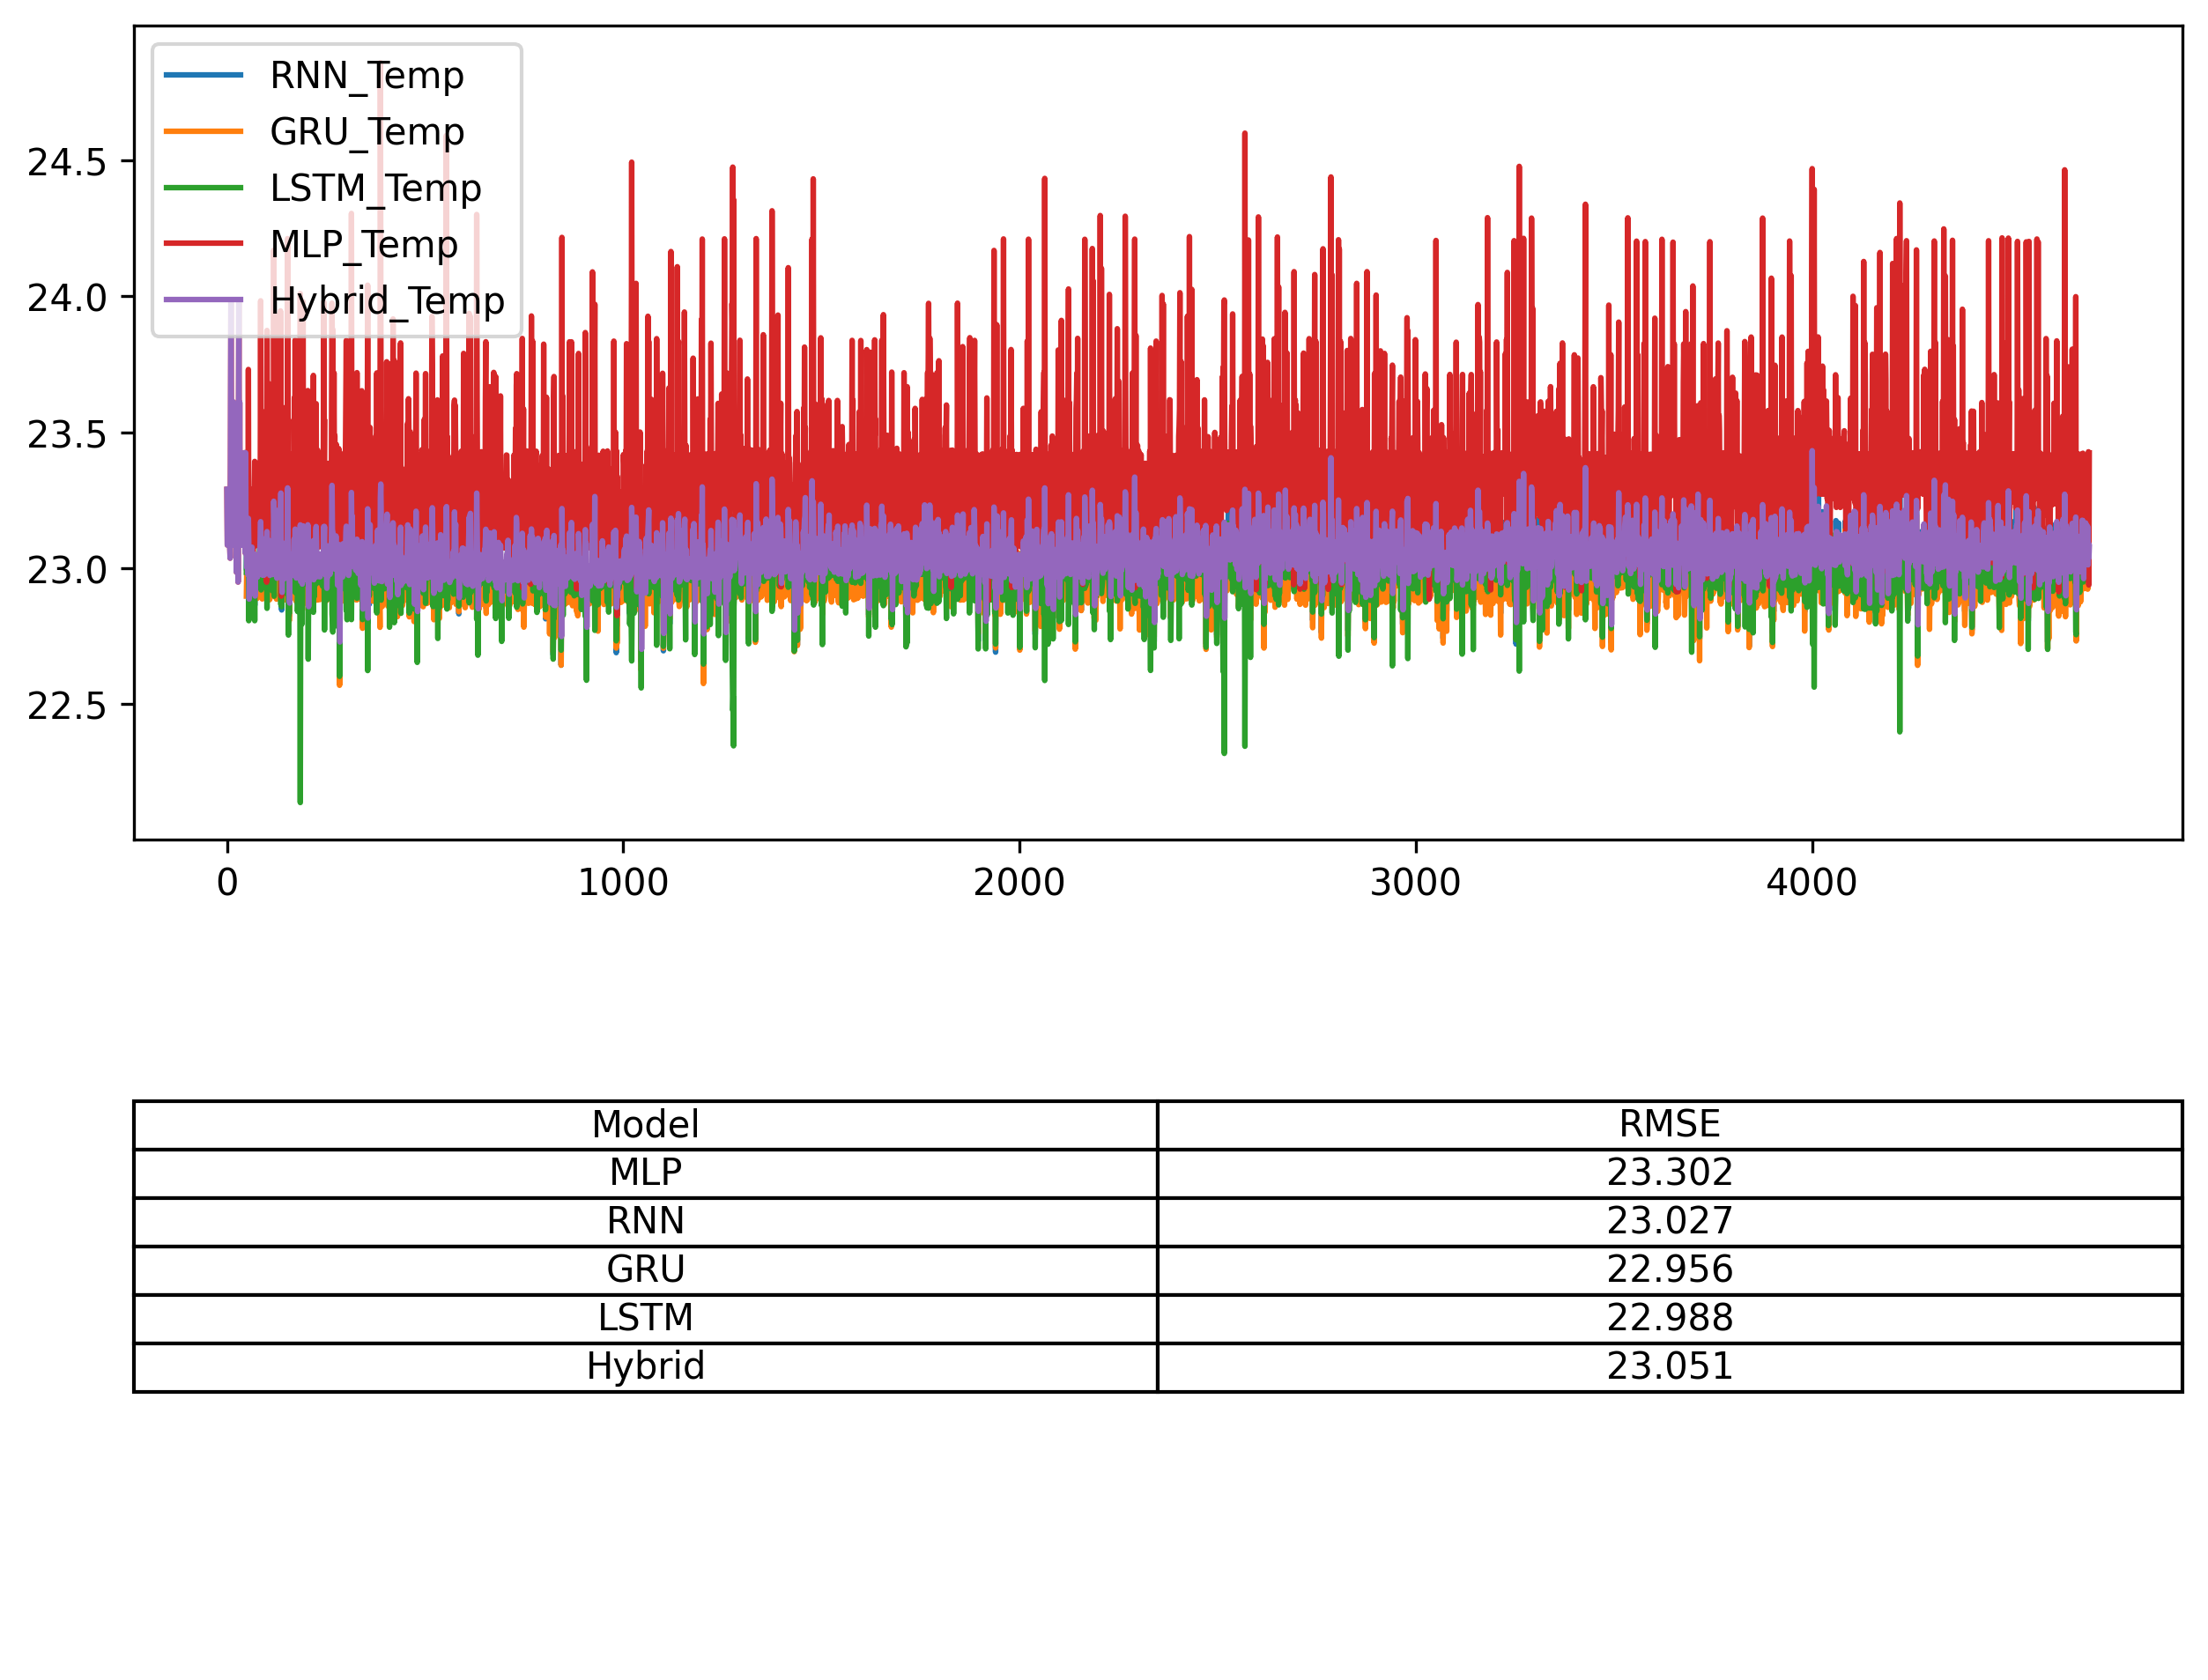 RNN_Temp
GRU_Temp
LSTM_Temp
MLP_Temp
Hybrid_Temp
24.5
24.0
23.5
23.0
22.5
0 1000 2000 3000 4000
Model RMSE
MLP 23.302
RNN 23.027
GRU 22.956
LSTM 22.988
Hybrid 23.051